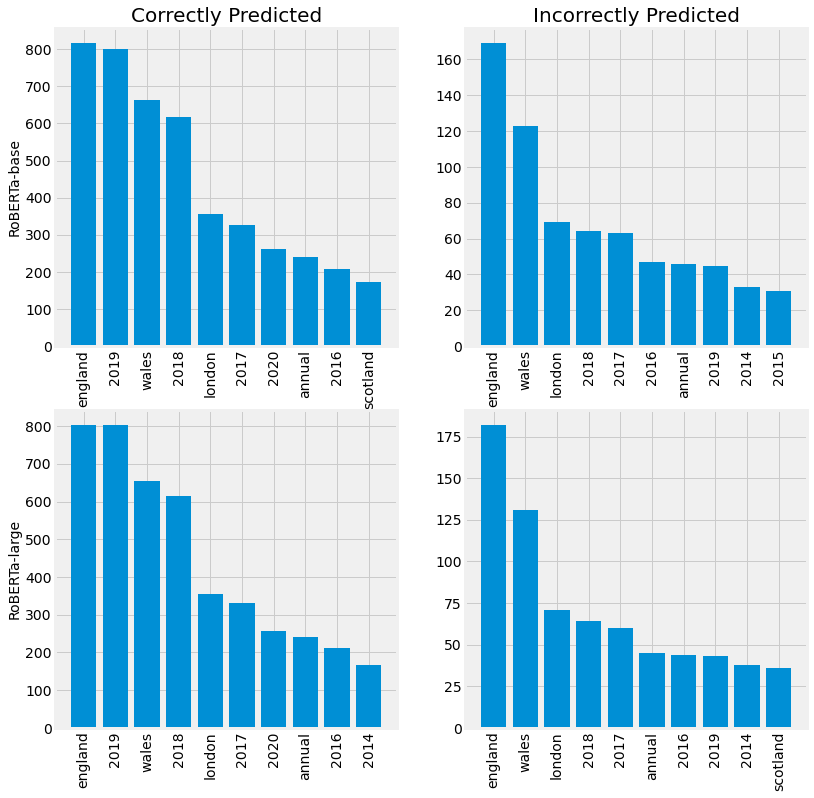 Correctly Predicted
Incorrectly Predicted
RoBERTa-base
800
700
600
500
400
300
200
100
0
england
2019
wales
2018
london
2017
2020
annual
2016
scotland
160
140
120
100
80
60
40
20
0
england
wales
london
2018
2017
2016
annual
2019
2014
2015
RoBERTa-large
800
700
600
500
400
300
200
100
0
england
2019
wales
2018
london
2017
2020
annual
2016
2014
175
150
125
100
75
50
25
0
england
wales
london
2018
2017
annual
2016
2019
2014
scotland